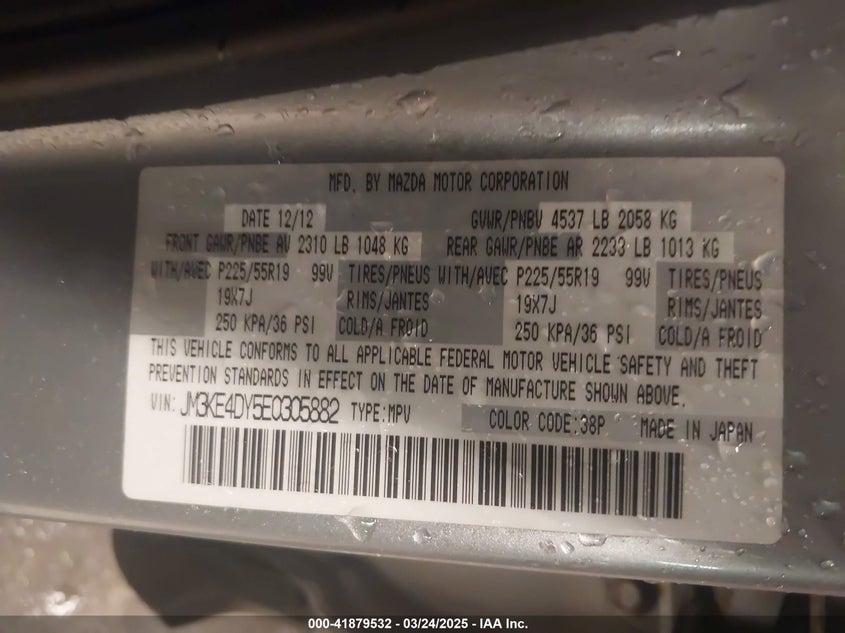 MFD. BY MAZDA MOTOR CORPORATION
DATE 12/12 GVWR/PNBV 4537 LB 2058 KG
FRONT GAWR/PNBE AV 2310 LB 1048 KG REAR GAWR/PNBE AR 2233 LB 1013 KG
WITH/AVEC P225/55R19 99V TIRES/PNEUS WITH/AVEC P225/55R19 99V TIRES/PNEUS
19X7J RIMS/JANTES 19X7J RIMS/JANTES
250 KPA/36 PSI COLD/A FROID 250 KPA/36 PSI COLD/A FROID
THIS VEHICLE CONFORMS TO ALL APPLICABLE FEDERAL MOTOR VEHICLE SAFETY AND THEFT
PREVENTION STANDARDS IN EFFECT ON THE DATE OF MANUFACTURE SHOWN ABOVE.
VIN: JM3KE4DY5E0305882 TYPE:MPV COLOR CODE:38P MADE IN JAPAN
000-41879532 - 03/24/2025 - IAA Inc.